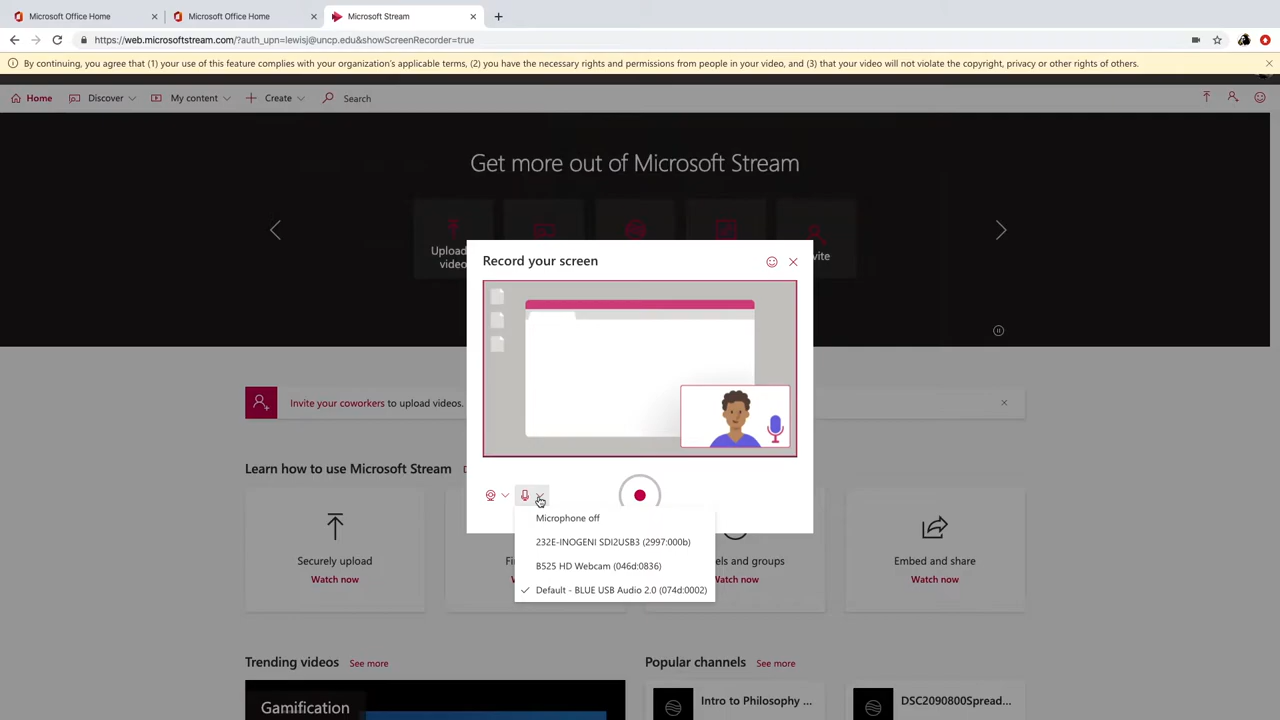 Microsoft Office Home
Microsoft Office Home
Microsoft Stream
https://web.microsoftstream.com/?auth_upn=lewisj@uncp.edu&showScreenRecorder=true
By continuing, you agree that (1) your use of this feature complies with your organization's applicable terms, (2) you have the necessary rights and permissions from people in your video, and (3) that your video will not violate the copyright, privacy or other rights of others.
Home Discover My content Create Search
Get more out of Microsoft Stream
Upload
video
Record your screen
Invite your coworkers to upload videos.
Learn how to use Microsoft Stream
Microphone off
232E-INOGENI SDI2USB3 (2997:000b)
B525 HD Webcam (046d:0836)
Default - BLUE USB Audio 2.0 (074d:0002)
Securely upload
Watch now
and groups
Watch now
Embed and share
Watch now
Trending videos See more
Popular channels See more
Gamification
Intro to Philosophy ...
DSC2090800Spread...